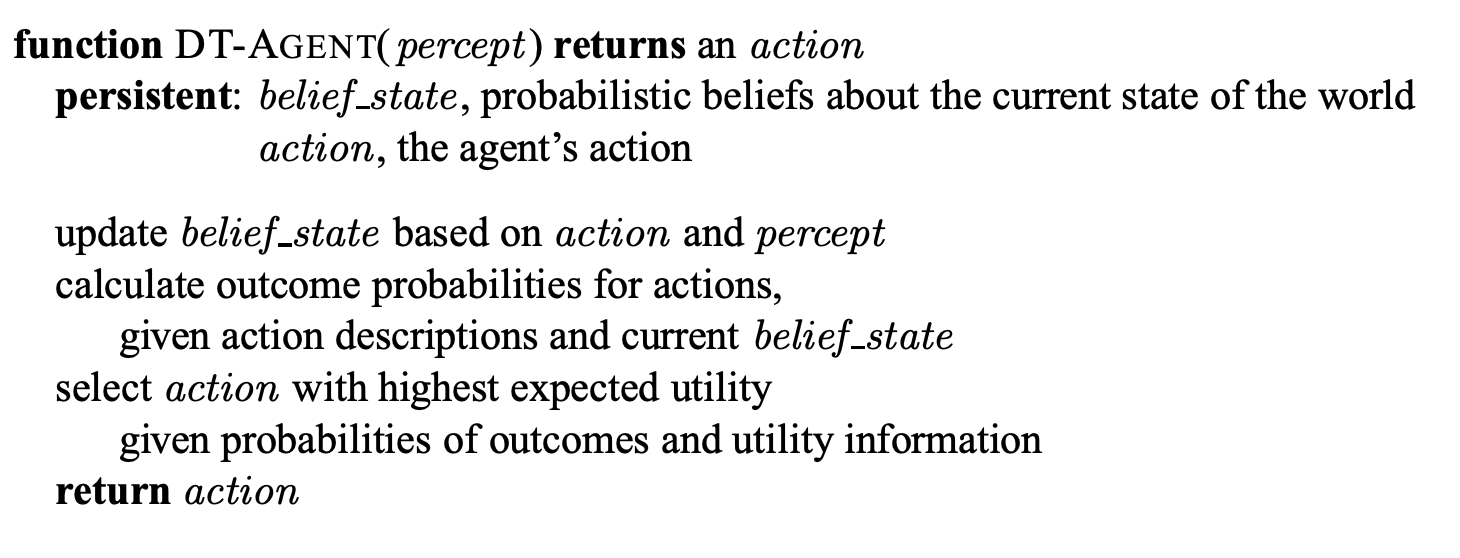 function DT-AGENT(percept) returns an action
persistent: belief_state, probabilistic beliefs about the current state of the world
action, the agent’s action
update belief_state based on action and percept
calculate outcome probabilities for actions,
given action descriptions and current belief_state
select action with highest expected utility
given probabilities of outcomes and utility information
return action